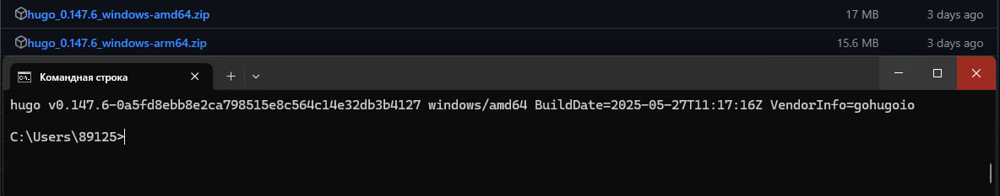 hugo_0.147.6_windows-amd64.zip 17 MB 3 days ago
hugo_0.147.6_windows-arm64.zip 15.6 MB 3 days ago
Командная строка
hugo v0.147.6-0a5fd8ebb8e2ca798515e8c564c14e32db3b4127 windows/amd64 BuildDate=2025-05-27T11:17:16Z VendorInfo=gohugoio
C:\Users\89125>